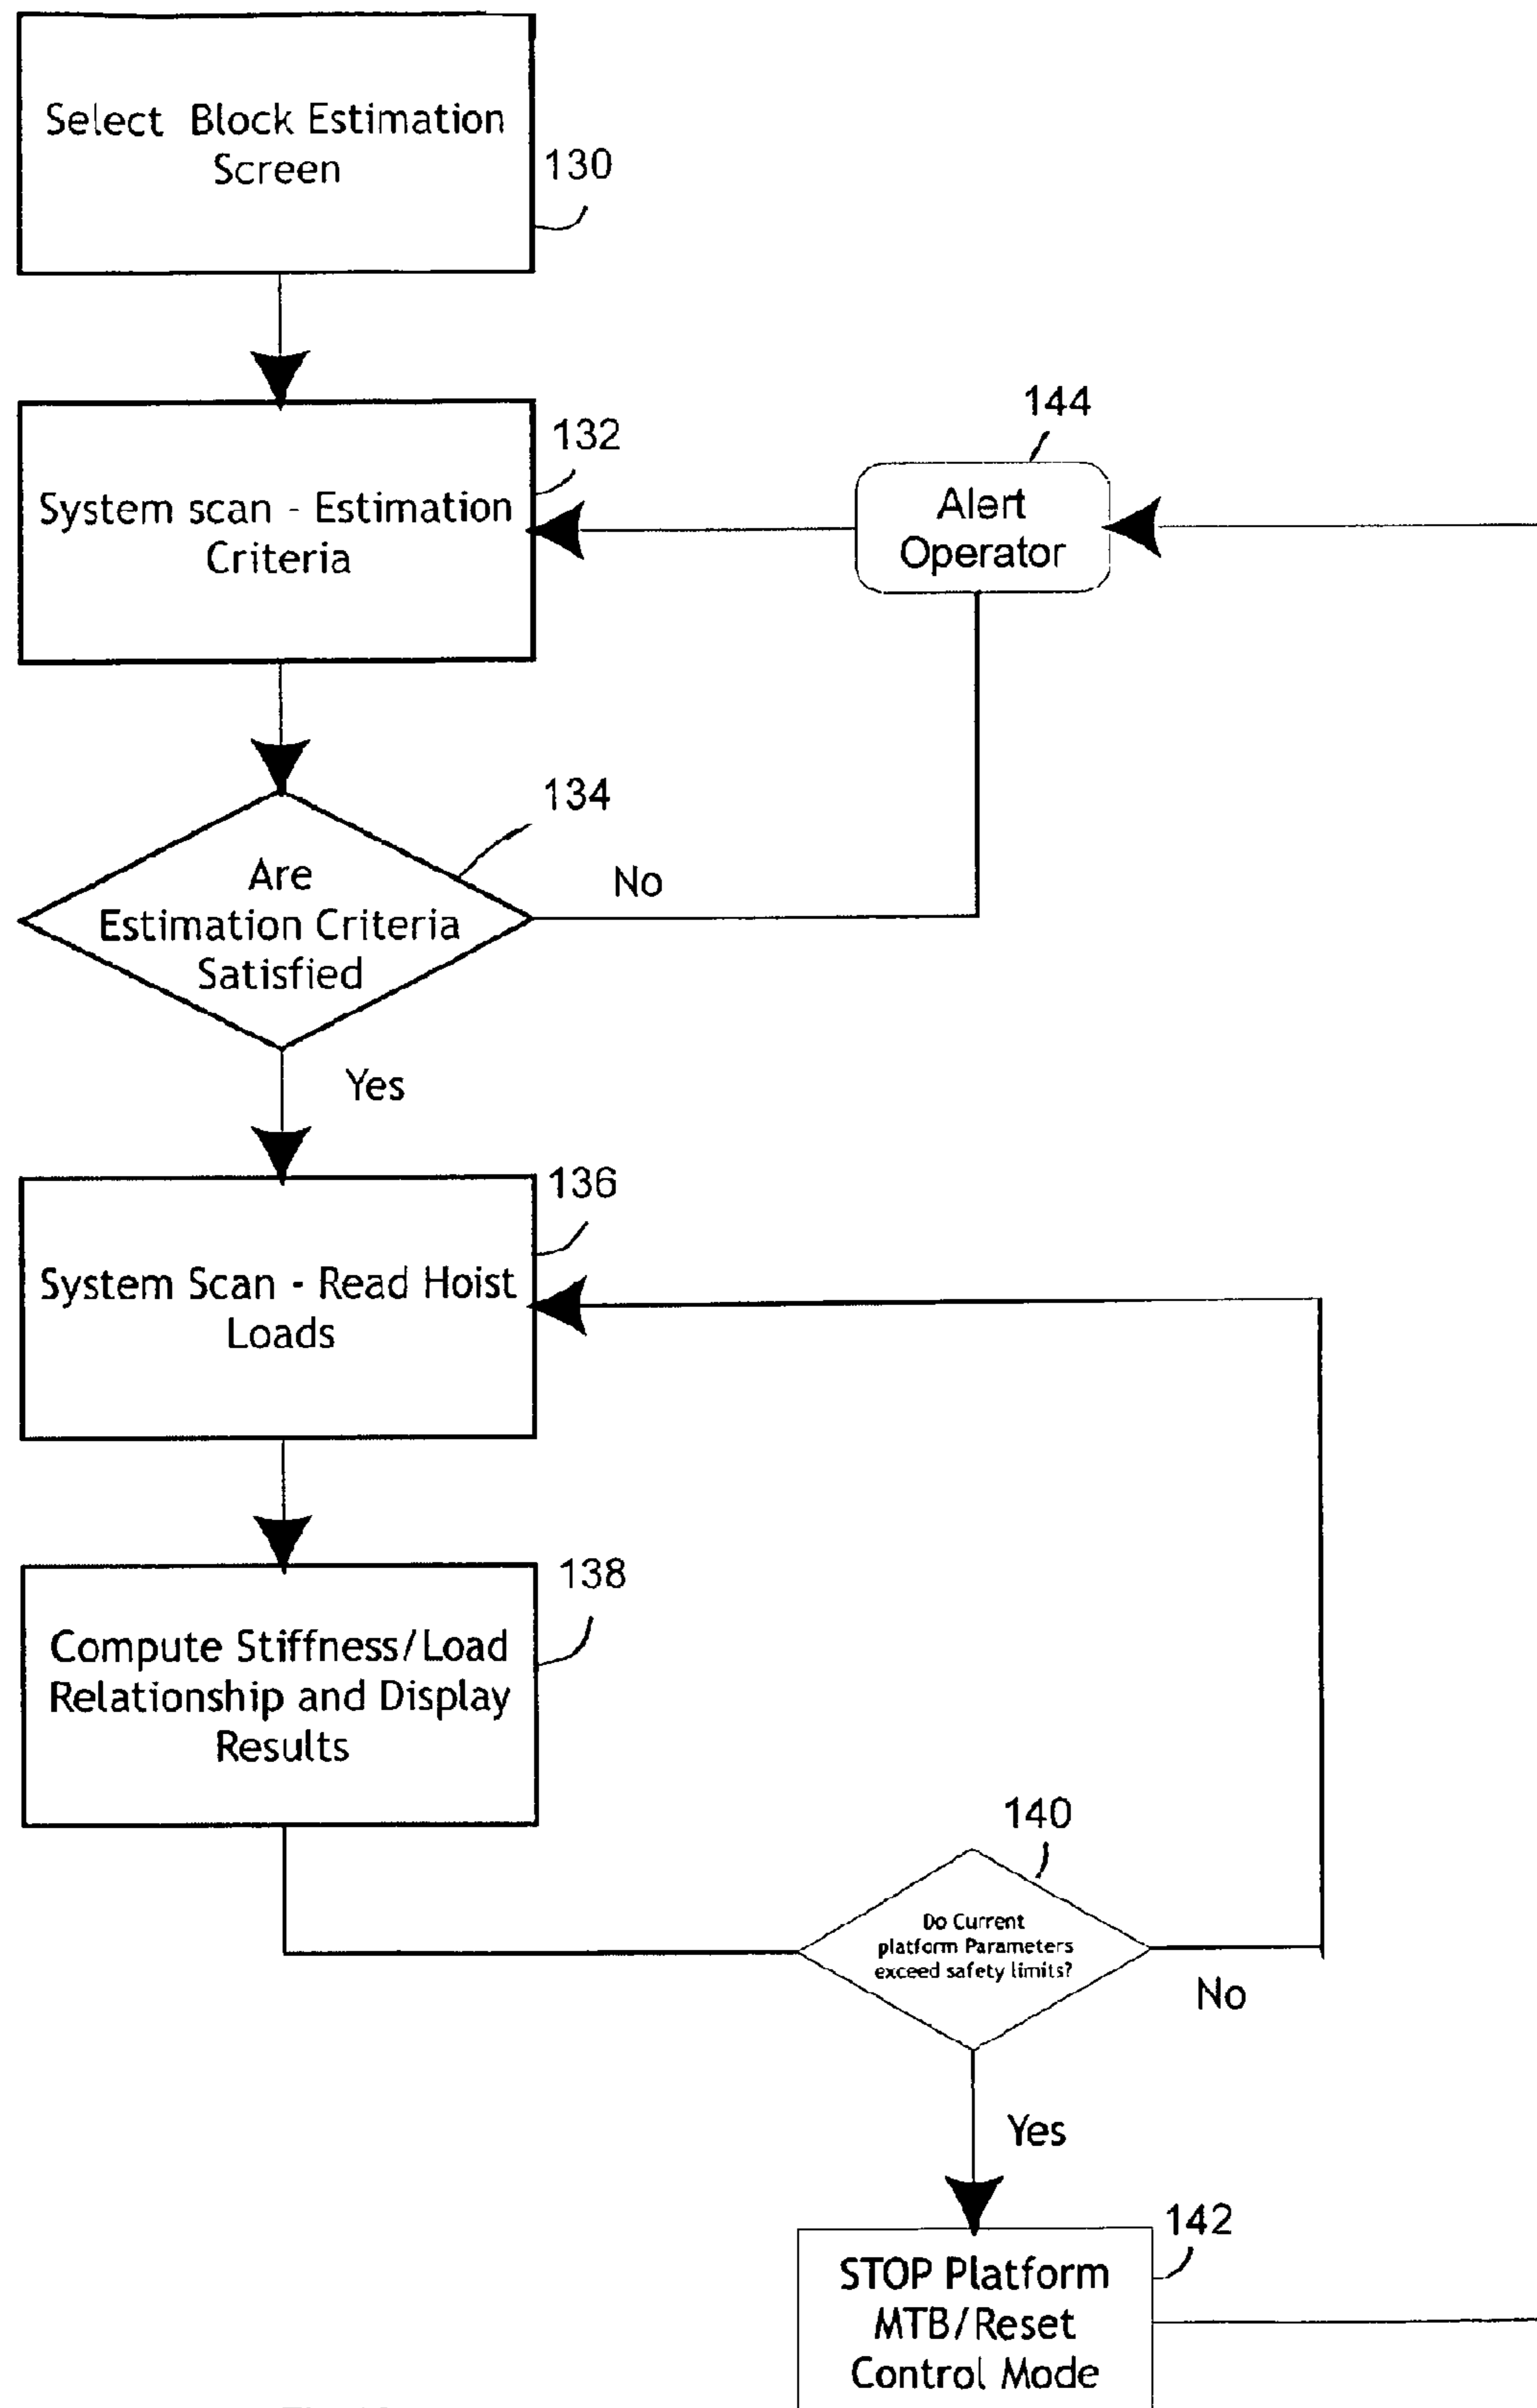 Select Block Estimation
Screen
130
System scan - Estimation
Criteria
132
144
Alert
Operator
134
Are
Estimation Criteria
Satisfied
No
Yes
136
System Scan - Read Hoist
Loads
138
Compute Stiffness/Load
Relationship and Display
Results
140
Do Current
platform Parameters
exceed safety limits?
No
Yes
142
STOP Platform
MTB/Reset
Control Mode